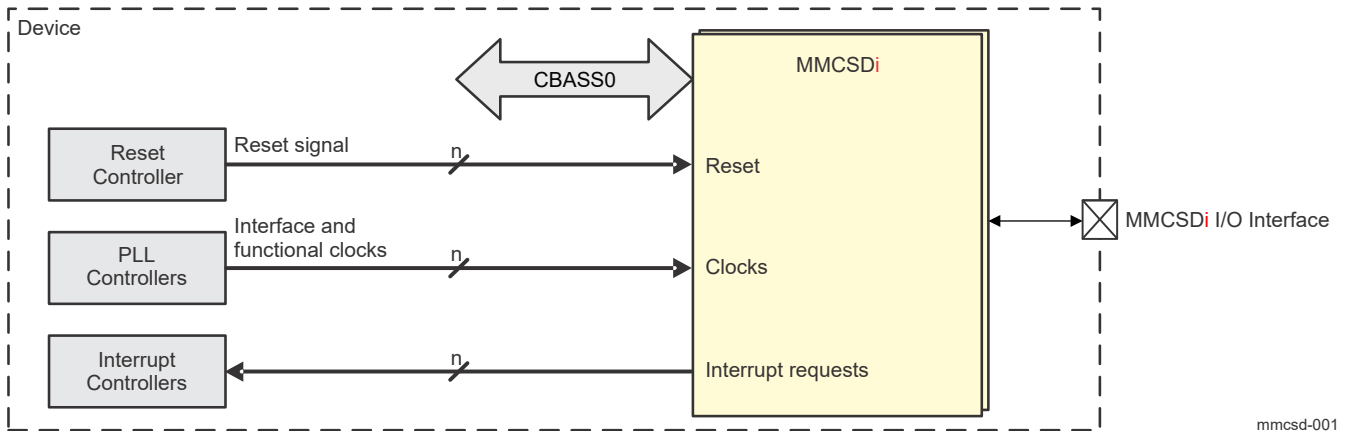 Device
CBASS0
MMCSDi
Reset
Controller
Reset signal
n
Reset
PLL
Controllers
Interface and
functional clocks
n
Clocks
MMCSDi I/O Interface
Interrupt
Controllers
n
Interrupt requests
mmcsd-001